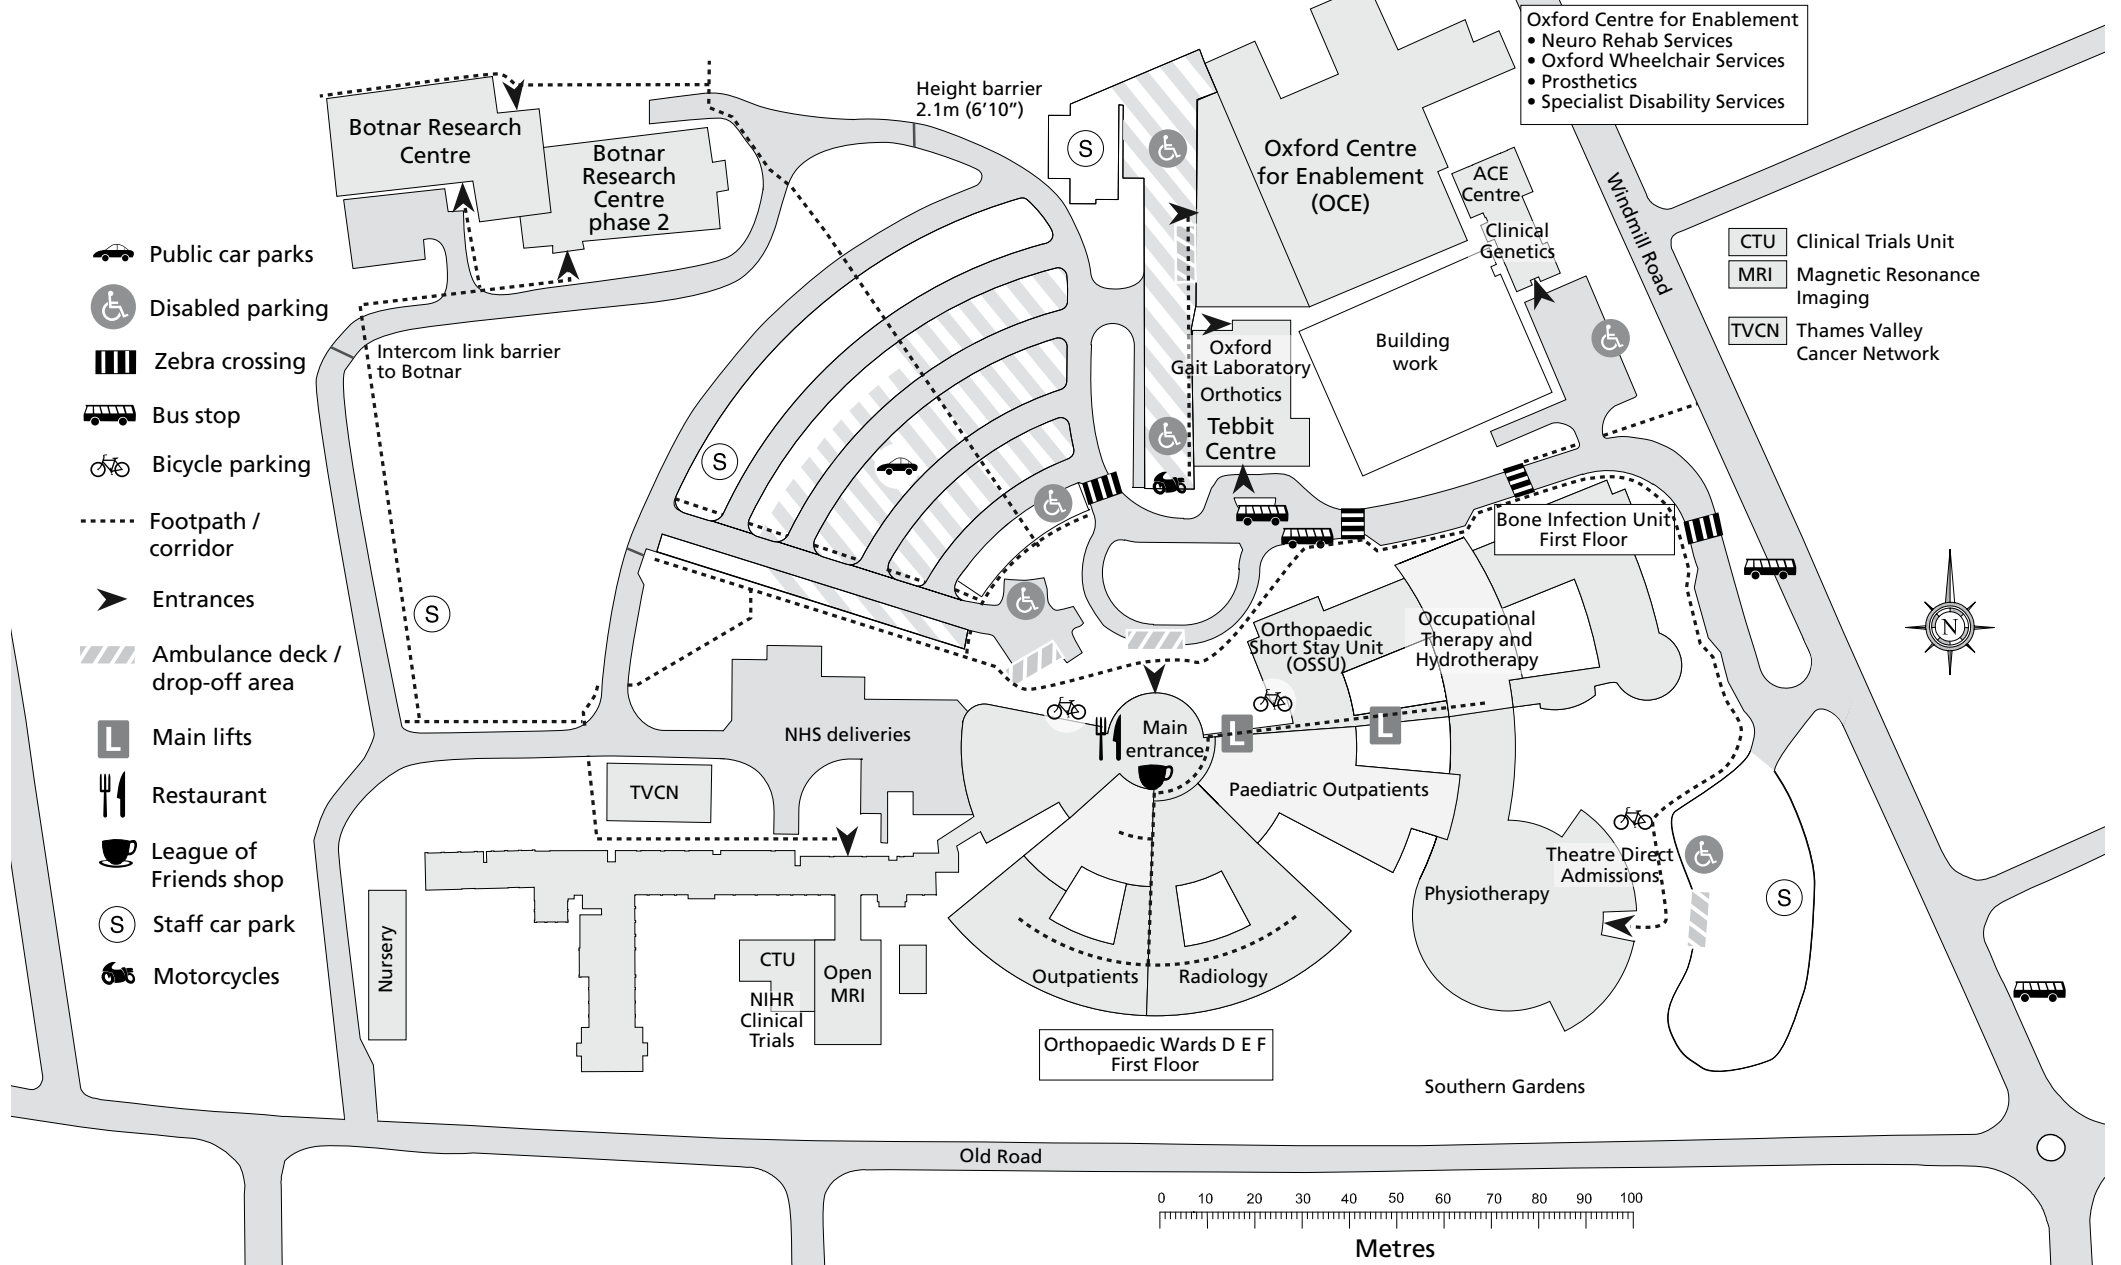 Oxford Centre for Enablement
• Neuro Rehab Services
• Oxford Wheelchair Services
• Prosthetics
• Specialist Disability Services
Height barrier
2.1m (6’10”)
Botnar Research
Centre
Botnar
Research
Centre
phase 2
S
Oxford Centre
for Enablement
(OCE)
ACE
Centre
Clinical
Genetics
Windmill Road
CTU
Clinical Trials Unit
MRI
Magnetic Resonance
Imaging
TVCN
Thames Valley
Cancer Network
Public car parks
Disabled parking
Zebra crossing
Bus stop
Bicycle parking
Footpath /
corridor
Entrances
Ambulance deck /
drop-off area
L
Main lifts
Restaurant
League of
Friends shop
S
Staff car park
Motorcycles
Intercom link barrier
to Botnar
Oxford
Gait Laboratory
Orthotics
Tebbit
Centre
Building
work
S
S
Bone Infection Unit
First Floor
Orthopaedic
Short Stay Unit
(OSSU)
Occupational
Therapy and
Hydrotherapy
N
NHS deliveries
Main
entrance
L
L
TVCN
Paediatric Outpatients
Theatre Direct
Admissions
Physiotherapy
S
Nursery
CTU
NIHR
Clinical
Trials
Open
MRI
Outpatients
Radiology
Orthopaedic Wards D E F
First Floor
Southern Gardens
Old Road
0 10 20 30 40 50 60 70 80 90 100
Metres